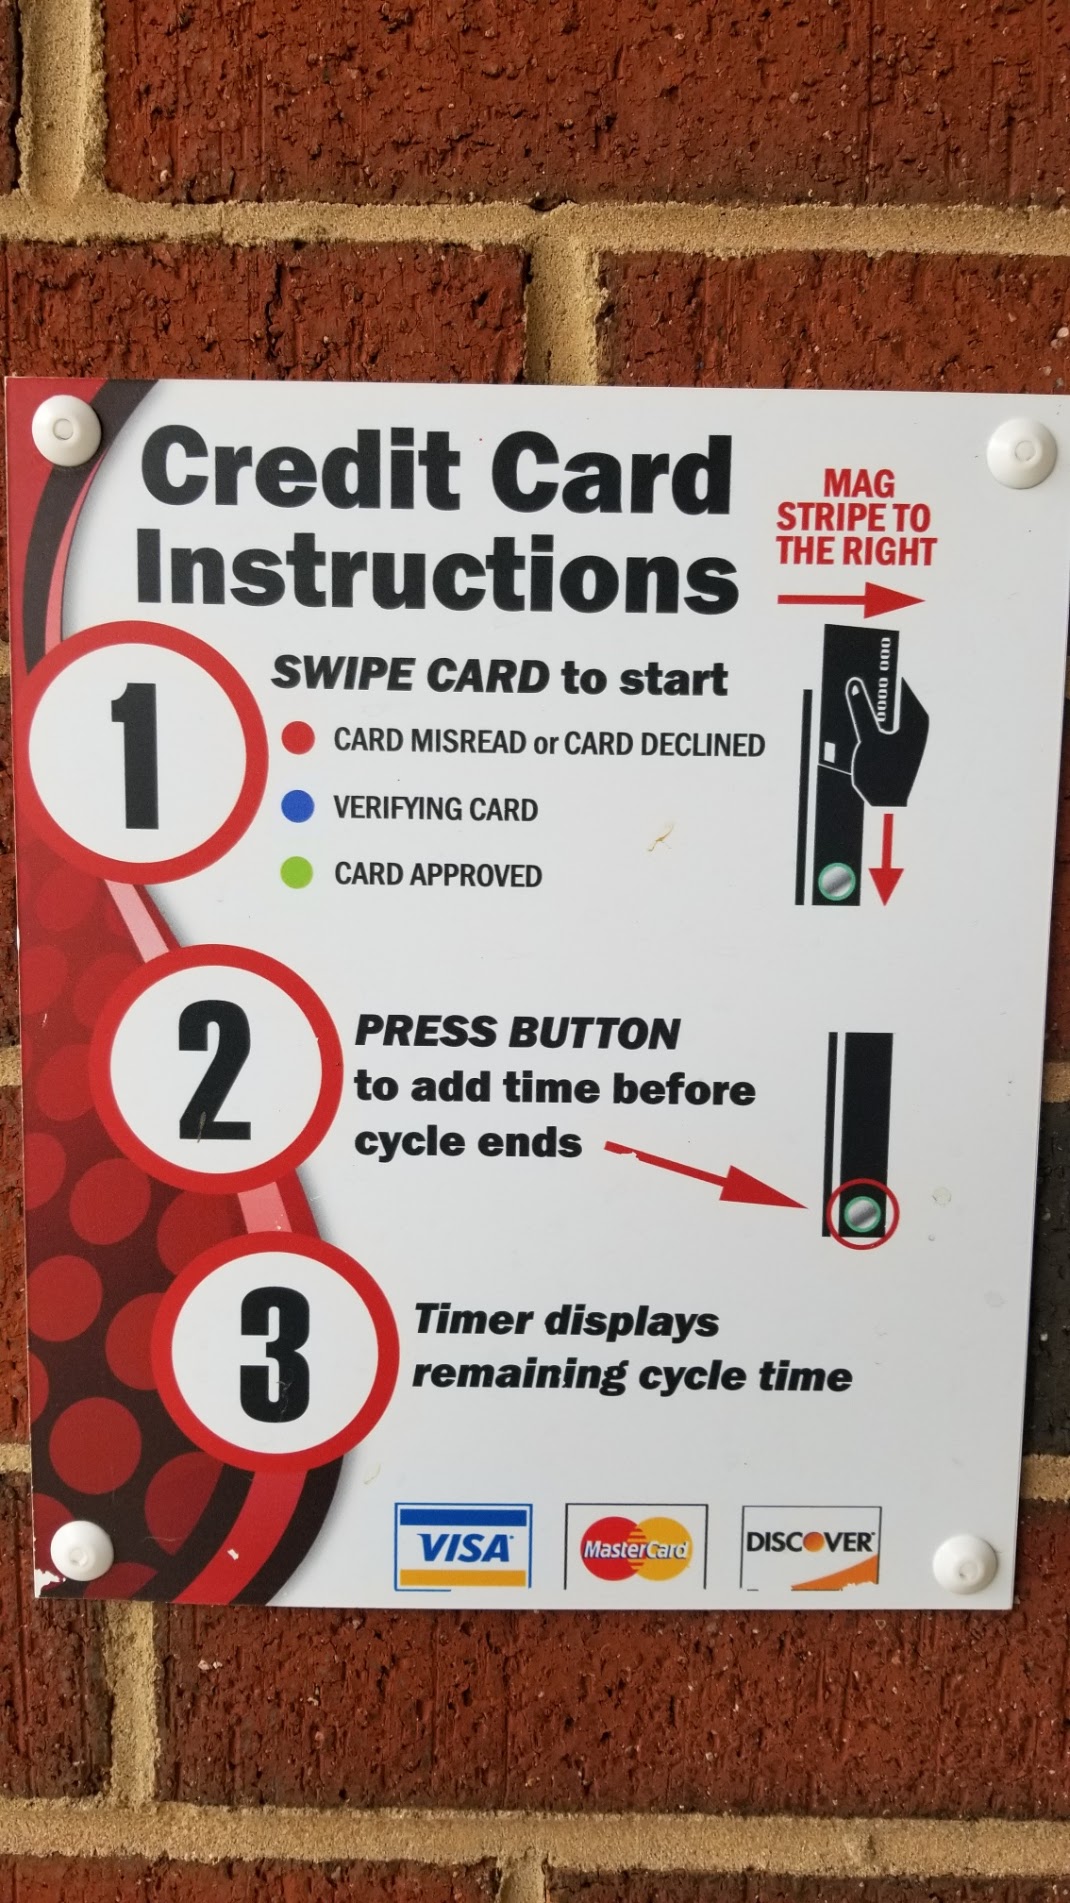 Credit Card
Instructions
MAG
STRIPE TO
THE RIGHT
1
SWIPE CARD to start
CARD MISREAD or CARD DECLINED
VERIFYING CARD
CARD APPROVED
0000 000
2
PRESS BUTTON
to add time before
cycle ends
3
Timer displays
remaining cycle time
VISA
MasterCard
DISCOVER